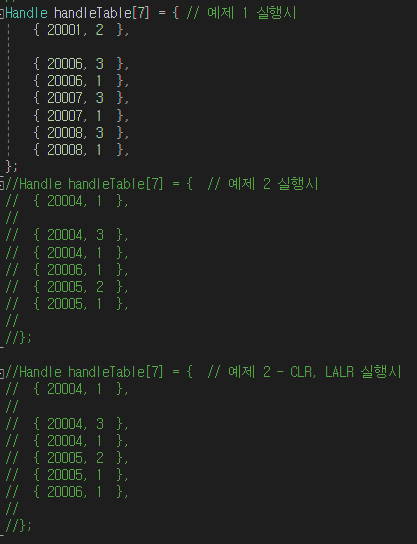 Handle handleTable[7] = { // 예제 1 실행시
{ 20001, 2 },
{ 20006, 3 },
{ 20006, 1 },
{ 20007, 3 },
{ 20007, 1 },
{ 20008, 3 },
{ 20008, 1 },
};
//Handle handleTable[7] = { // 예제 2 실행시
// { 20004, 1 },
//
// { 20004, 3 },
// { 20004, 1 },
// { 20006, 1 },
// { 20005, 2 },
// { 20005, 1 },
//
//};
//Handle handleTable[7] = { // 예제 2 - CLR, LALR 실행시
// { 20004, 1 },
//
// { 20004, 3 },
// { 20004, 1 },
// { 20005, 2 },
// { 20005, 1 },
// { 20006, 1 },
//
//};